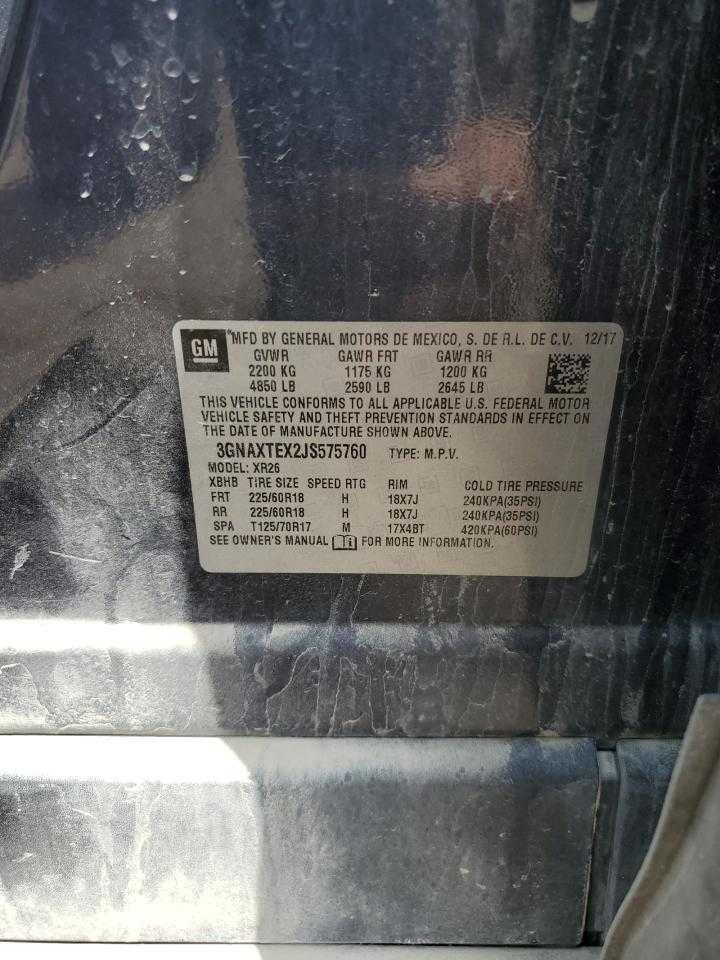 GM
*MFD BY GENERAL MOTORS DE MEXICO, S. DE R.L. DE C.V. 12/17
GVWR GAWR FRT GAWR RR
2200 KG 1175 KG 1200 KG
4850 LB 2590 LB 2645 LB
THIS VEHICLE CONFORMS TO ALL APPLICABLE U.S. FEDERAL MOTOR
VEHICLE SAFETY AND THEFT PREVENTION STANDARDS IN EFFECT ON
THE DATE OF MANUFACTURE SHOWN ABOVE.
3GNAXTEX2JS575760 TYPE: M.P.V.
MODEL: XR26
XBHB TIRE SIZE SPEED RTG RIM COLD TIRE PRESSURE
FRT 225/60R18 H 18X7J 240KPA(35PSI)
RR 225/60R18 H 18X7J 240KPA(35PSI)
SPA T125/70R17 M 17X4BT 420KPA(60PSI)
SEE OWNER'S MANUAL FOR MORE INFORMATION.